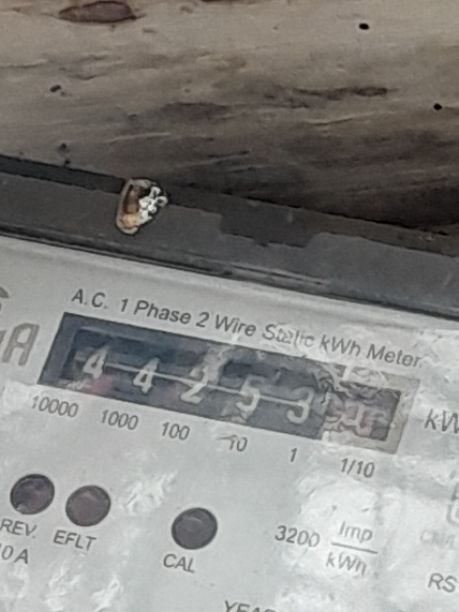 A.C. 1 Phase 2 Wire Static kWh Meter
4 4 2 5 3
10000 1000 100 10 1 1/10
REV. EFLT
CAL
3200 Imp/kWh
0 A
RS